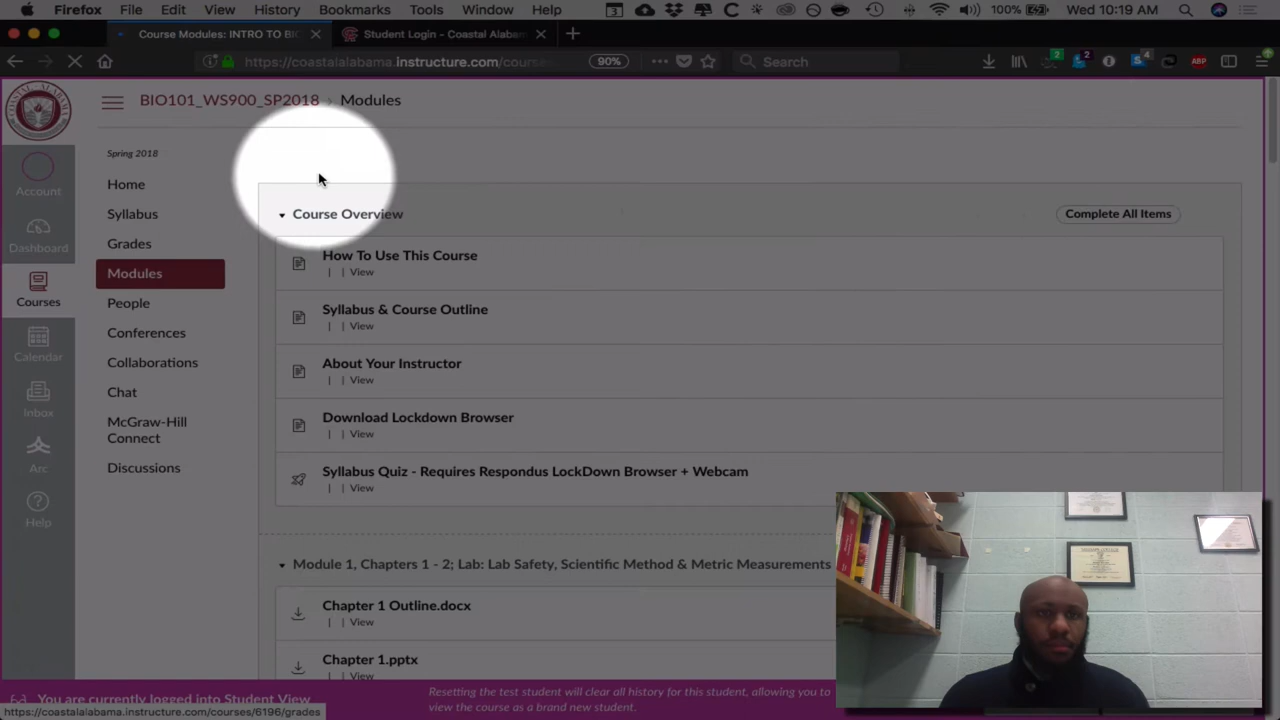 Firefox File Edit View History Bookmarks Tools Window Help 100% Wed 10:19 AM
Course Modules: INTRO TO BIO Student Login - Coastal Alabam
https://coastalalabama.instructure.com/course 90% Search 2 2 4 ABP
BIO101_WS900_SP2018 › Modules
Spring 2018
Home
Syllabus
Grades
Modules
People
Conferences
Collaborations
Chat
McGraw-Hill
Connect
Discussions
Account
Dashboard
Courses
Calendar
Inbox
Arc
Help
Course Overview
Complete All Items
How To Use This Course
| | View
Syllabus & Course Outline
| | View
About Your Instructor
| | View
Download Lockdown Browser
| | View
Syllabus Quiz - Requires Respondus LockDown Browser + Webcam
| | View
Module 1, Chapters 1 - 2; Lab: Lab Safety, Scientific Method & Metric Measurements
Chapter 1 Outline.docx
| | View
Chapter 1.pptx
| | View
You are currently logged into Student View
Resetting the test student will clear all history for this student, allowing you to
view the course as a brand new student.
https://coastalalabama.instructure.com/courses/6196/grades